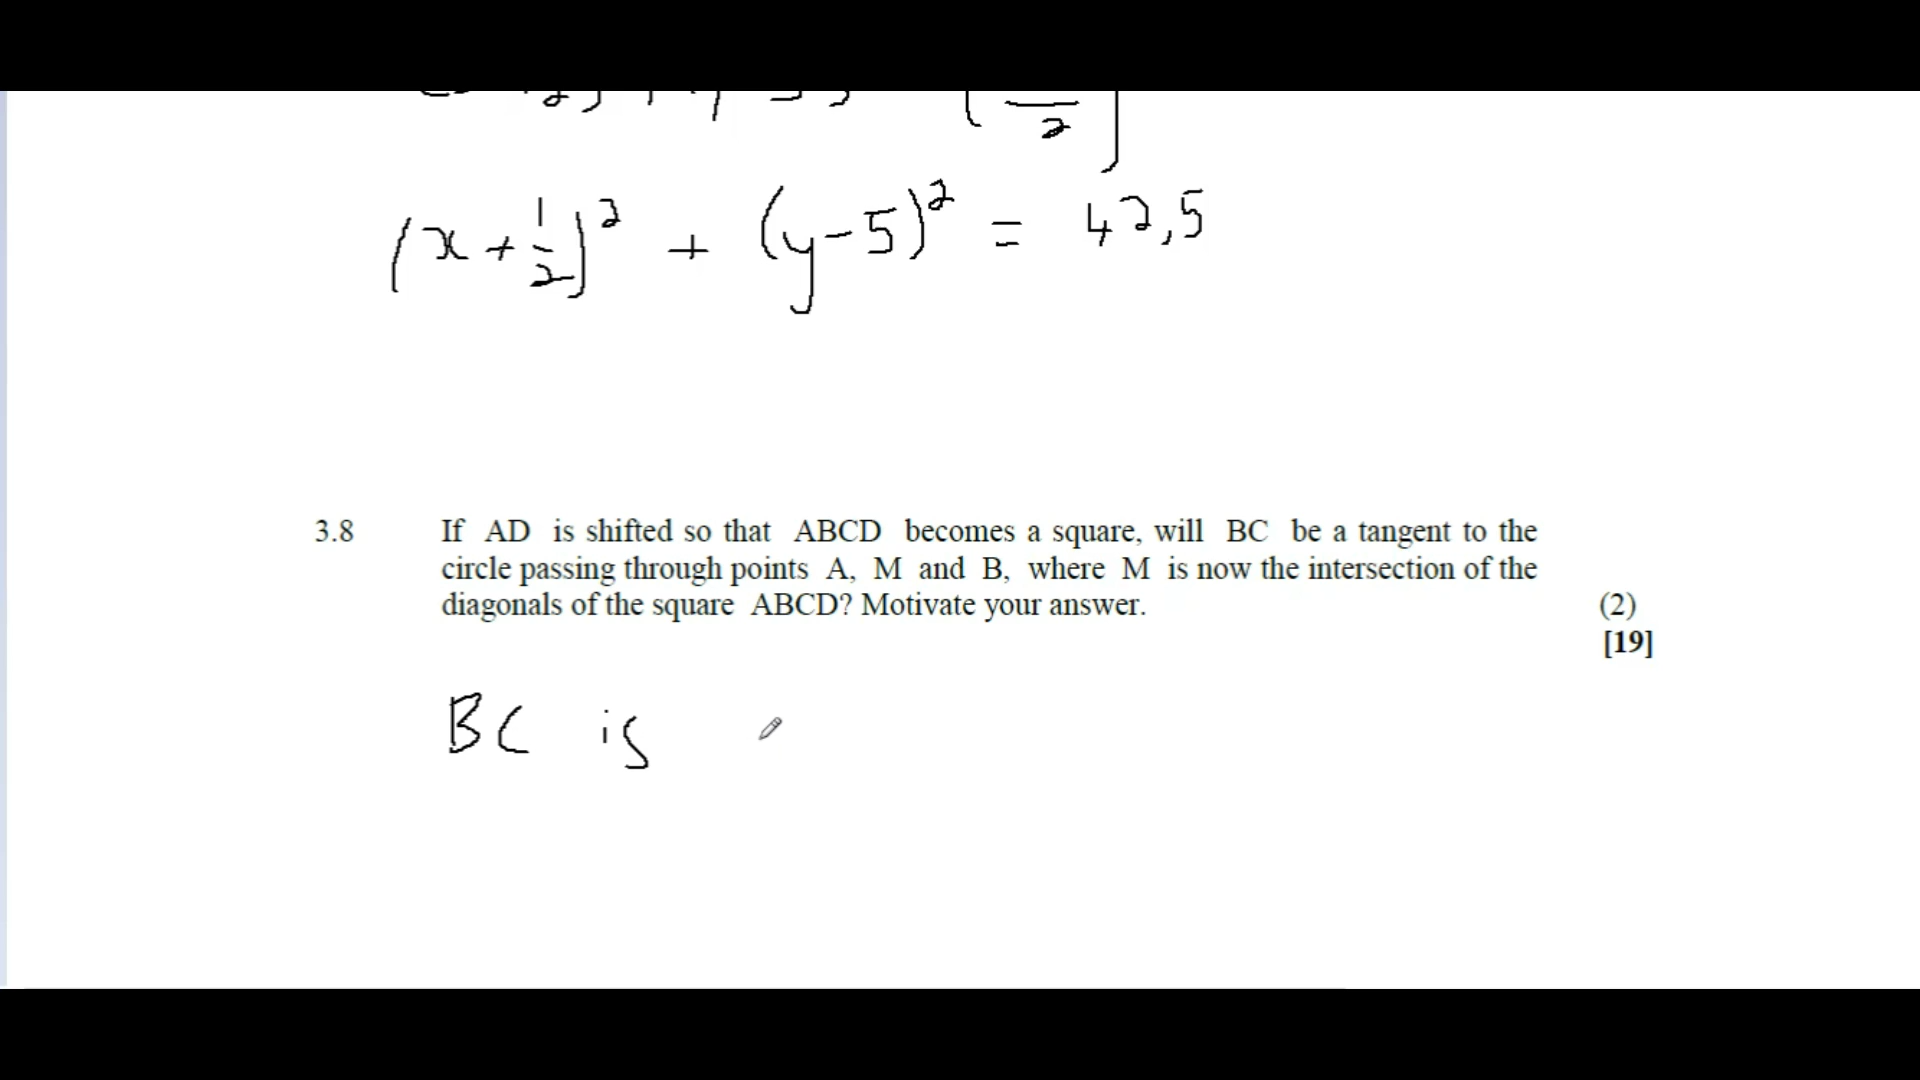 (x + 1/2)² + (y - 5)² = 42,5
3.8 If AD is shifted so that ABCD becomes a square, will BC be a tangent to the
circle passing through points A, M and B, where M is now the intersection of the
diagonals of the square ABCD? Motivate your answer. (2)
[19]
BC is